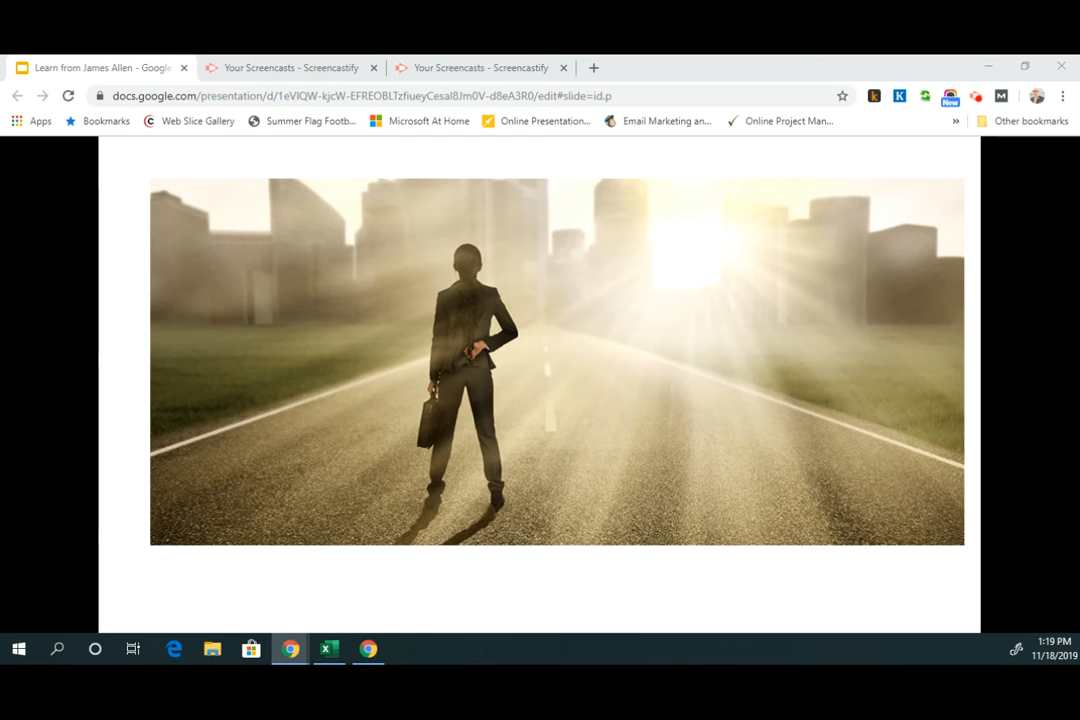 Learn from James Allen - Google
Your Screencasts - Screencastify
Your Screencasts - Screencastify
docs.google.com/presentation/d/1eVlQW-kjcW-EFREOBLTzfiueyCesal8Jm0V-d8eA3R0/edit#slide=id.p
New
Apps
Bookmarks
Web Slice Gallery
Summer Flag Footb...
Microsoft At Home
Online Presentation...
Email Marketing an...
Online Project Man...
»
Other bookmarks
1:19 PM
11/18/2019